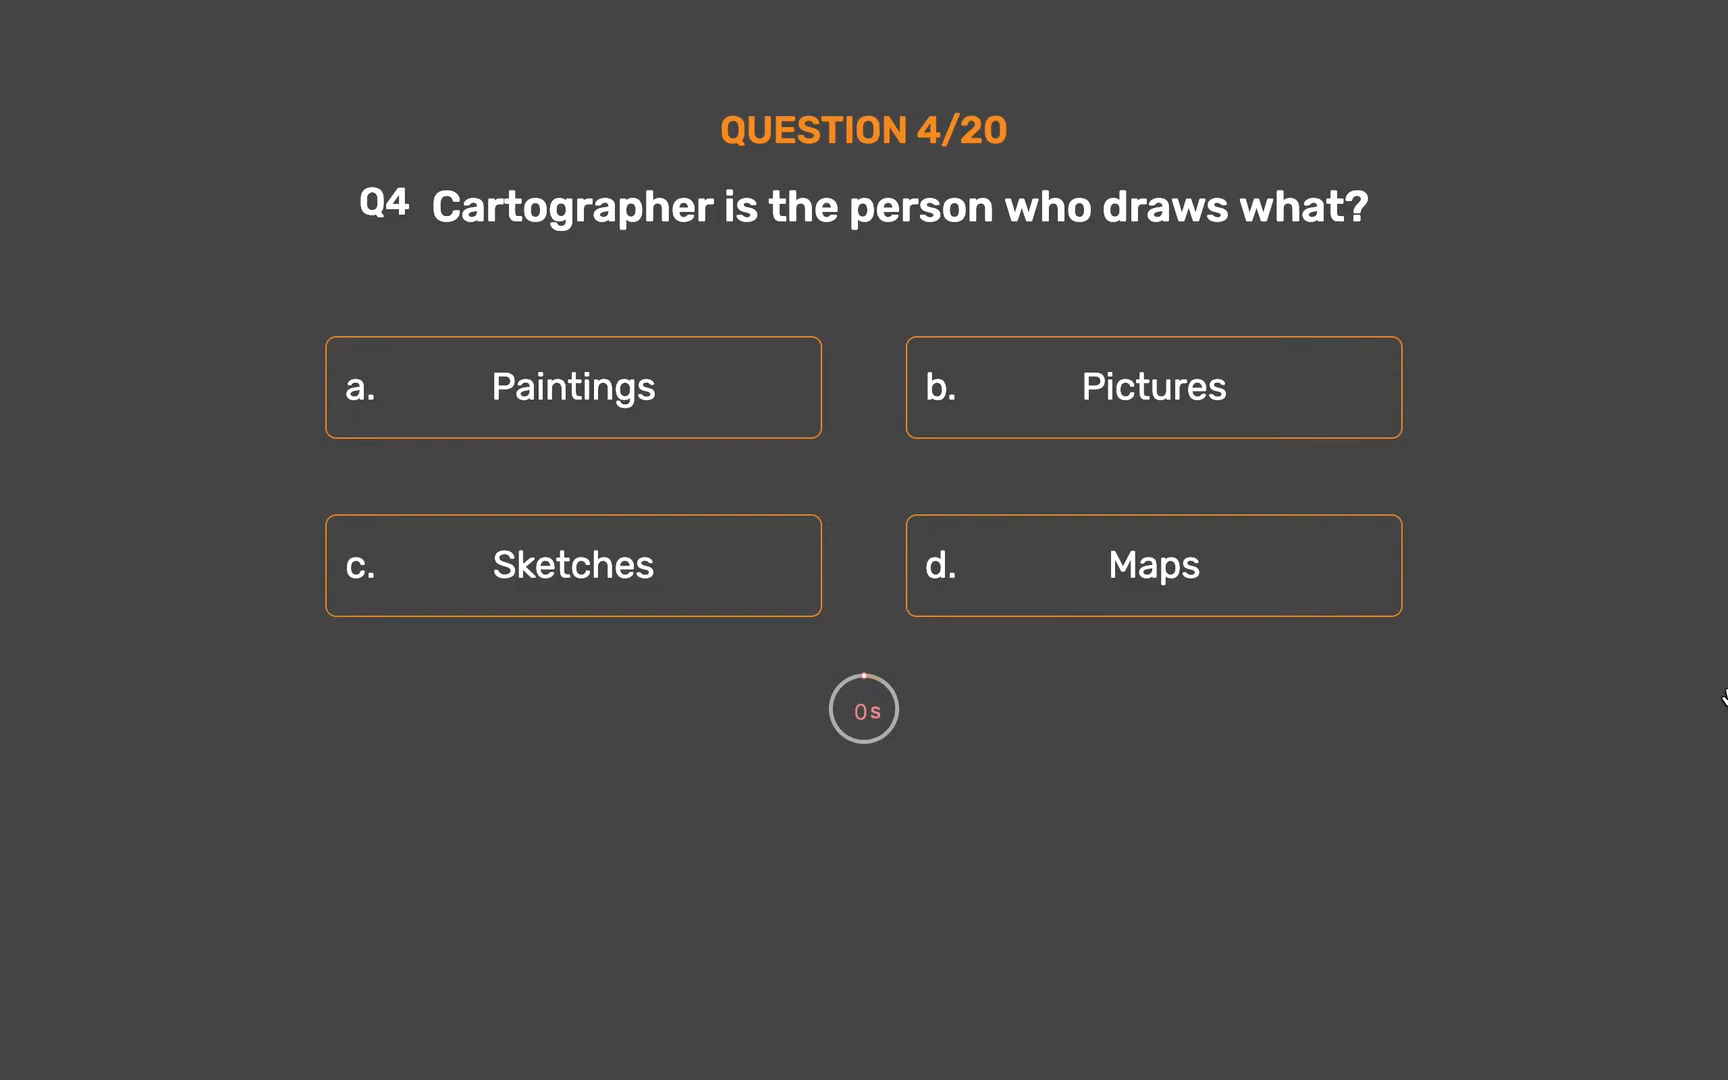 QUESTION 4/20
Q4 Cartographer is the person who draws what?
a. Paintings
b. Pictures
c. Sketches
d. Maps
0s